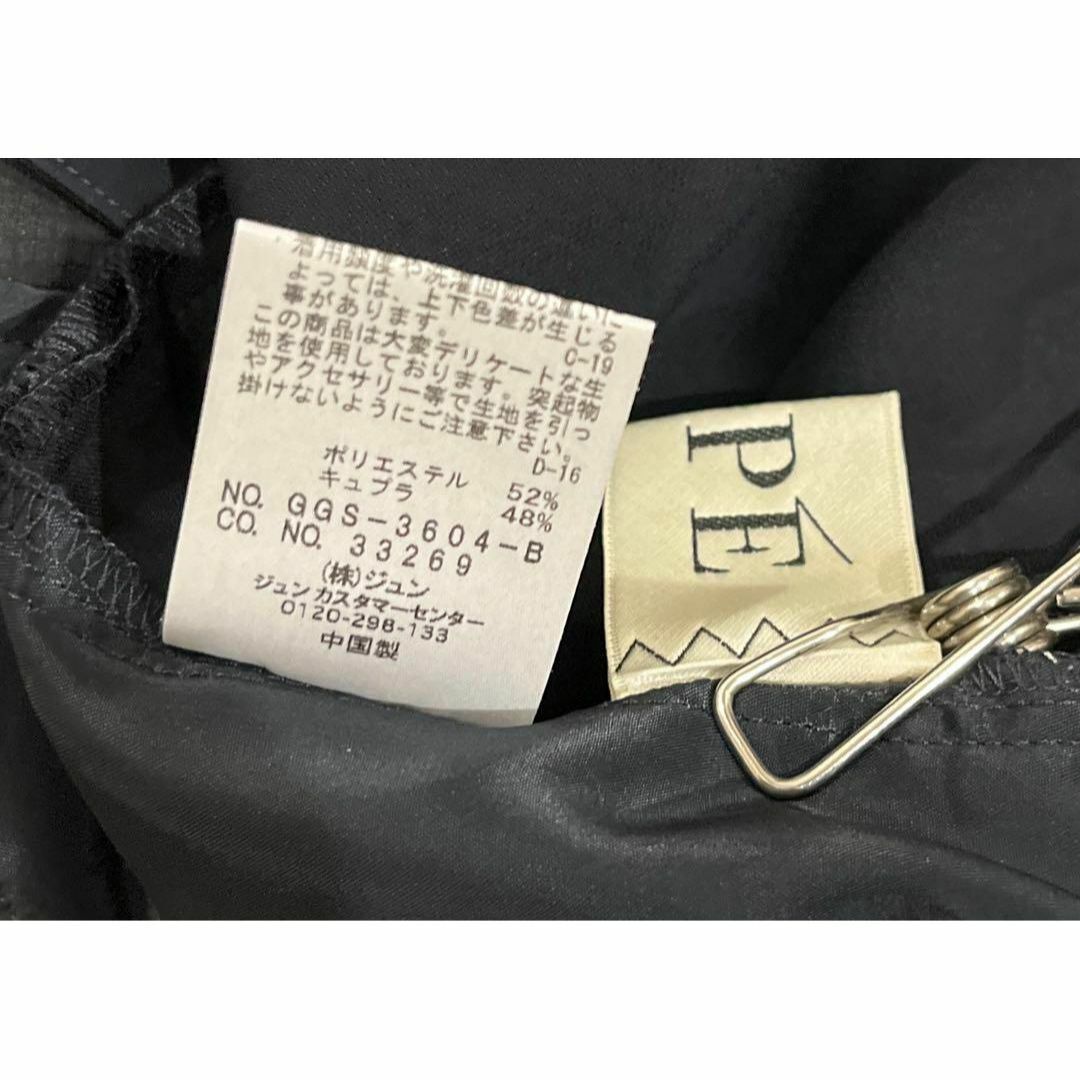 着用頻度や洗濯回数の違いに
よっては、上下色差が生じる
事があります。 C-19
この商品は大変デリケートな生
地を使用しております。突起物
やアクセサリー等で生地を引っ
掛けないようにご注意下さい。
D-16
ポリエステル 52%
キュプラ 48%
NO. GGS-3604-B
CO. NO. 33269
(株)ジュン
ジュン カスタマーセンター
0120-298-133
中国製
PÉ